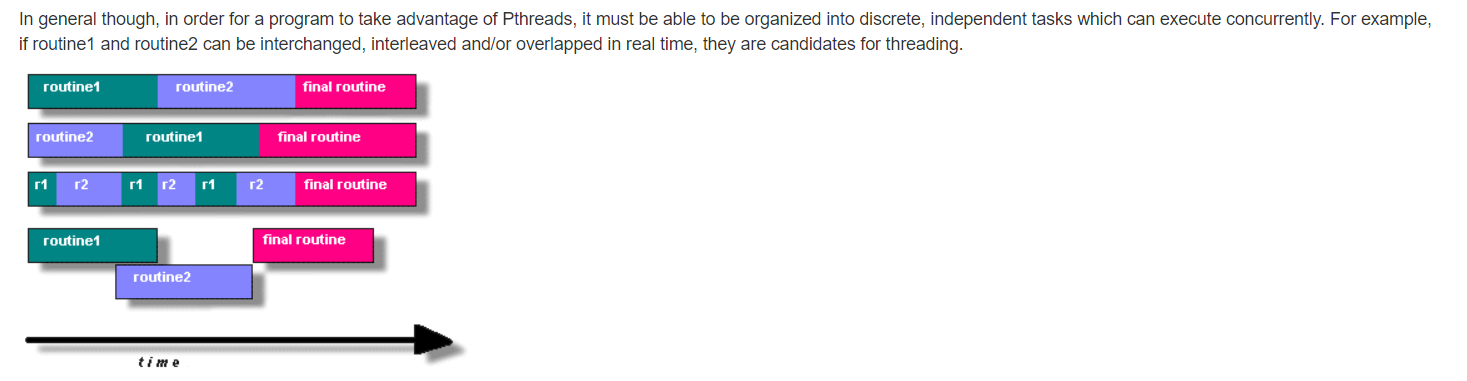 In general though, in order for a program to take advantage of Pthreads, it must be able to be organized into discrete, independent tasks which can execute concurrently. For example,
if routine1 and routine2 can be interchanged, interleaved and/or overlapped in real time, they are candidates for threading.
routine1 routine2 final routine
routine2 routine1 final routine
r1 r2 r1 r2 r1 r2 final routine
routine1 final routine
routine2
time